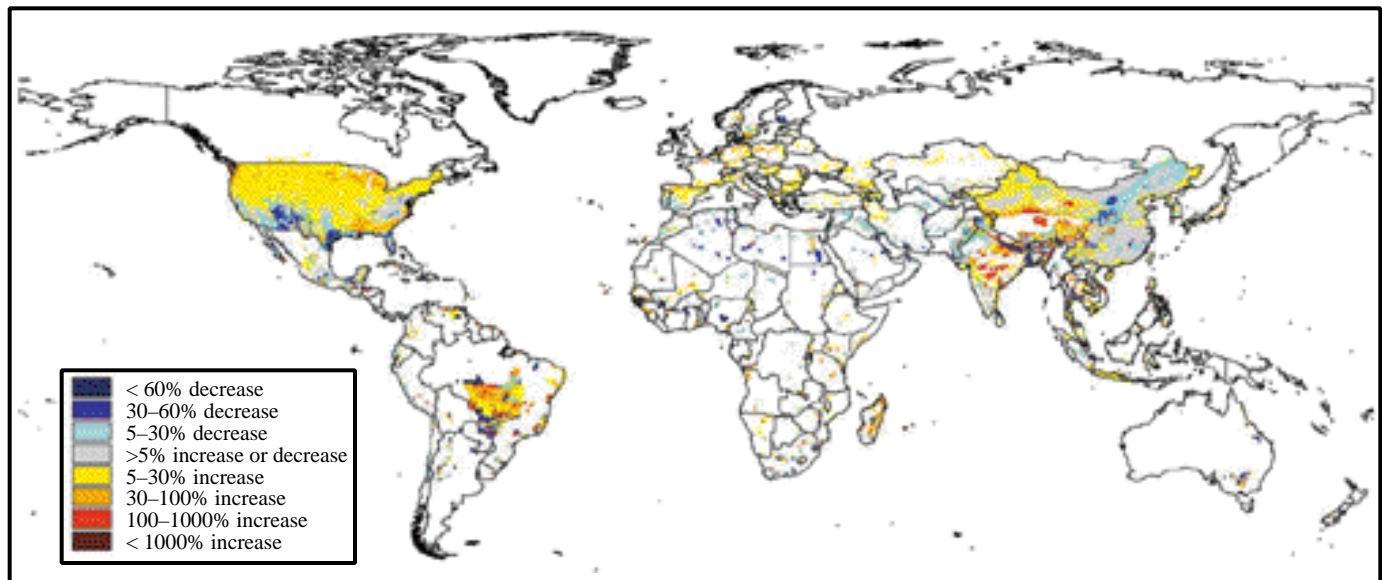 < 60% decrease
30–60% decrease
5–30% decrease
>5% increase or decrease
5–30% increase
30–100% increase
100–1000% increase
< 1000% increase